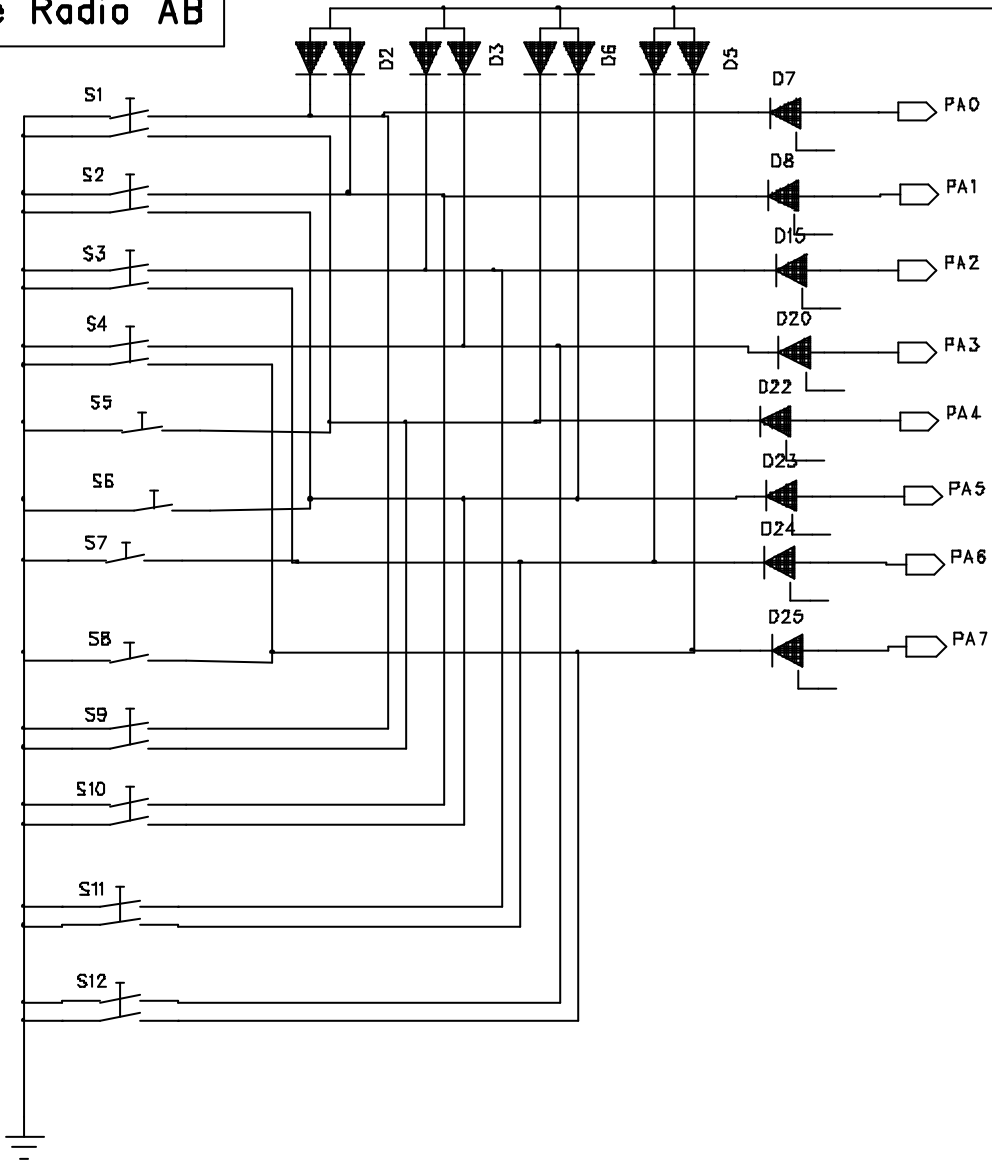 e Radio AB
D2
D3
D6
D5
S1
D7
PA0
S2
D8
PA1
S3
D15
PA2
S4
D20
PA3
S5
D22
PA4
S6
D23
PA5
S7
D24
PA6
S8
D25
PA7
S9
S10
S11
S12